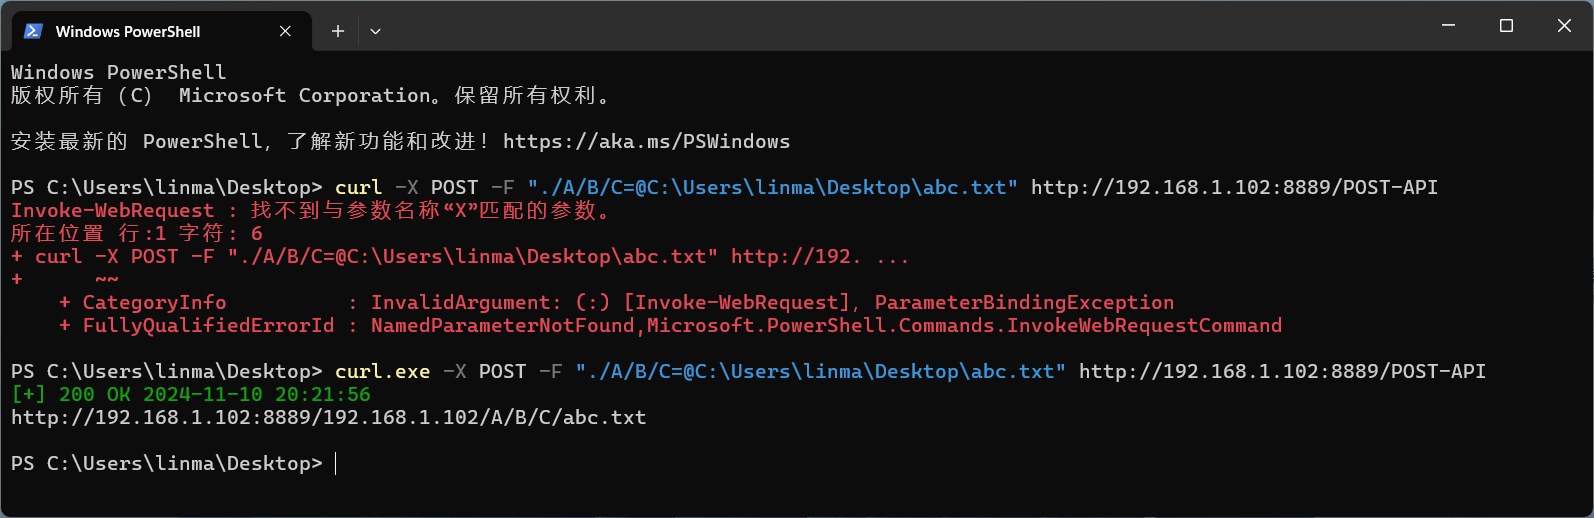 Windows PowerShell
Windows PowerShell
版权所有（C） Microsoft Corporation。保留所有权利。
安装最新的 PowerShell，了解新功能和改进！https://aka.ms/PSWindows
PS C:\Users\linma\Desktop> curl -X POST -F "./A/B/C=@C:\Users\linma\Desktop\abc.txt" http://192.168.1.102:8889/POST-API
Invoke-WebRequest : 找不到与参数名称“X”匹配的参数。
所在位置 行:1 字符: 6
+ curl -X POST -F "./A/B/C=@C:\Users\linma\Desktop\abc.txt" http://192. ...
+      ~~
    + CategoryInfo          : InvalidArgument: (:) [Invoke-WebRequest]，ParameterBindingException
    + FullyQualifiedErrorId : NamedParameterNotFound,Microsoft.PowerShell.Commands.InvokeWebRequestCommand
PS C:\Users\linma\Desktop> curl.exe -X POST -F "./A/B/C=@C:\Users\linma\Desktop\abc.txt" http://192.168.1.102:8889/POST-API
[+] 200 OK 2024-11-10 20:21:56
http://192.168.1.102:8889/192.168.1.102/A/B/C/abc.txt
PS C:\Users\linma\Desktop>